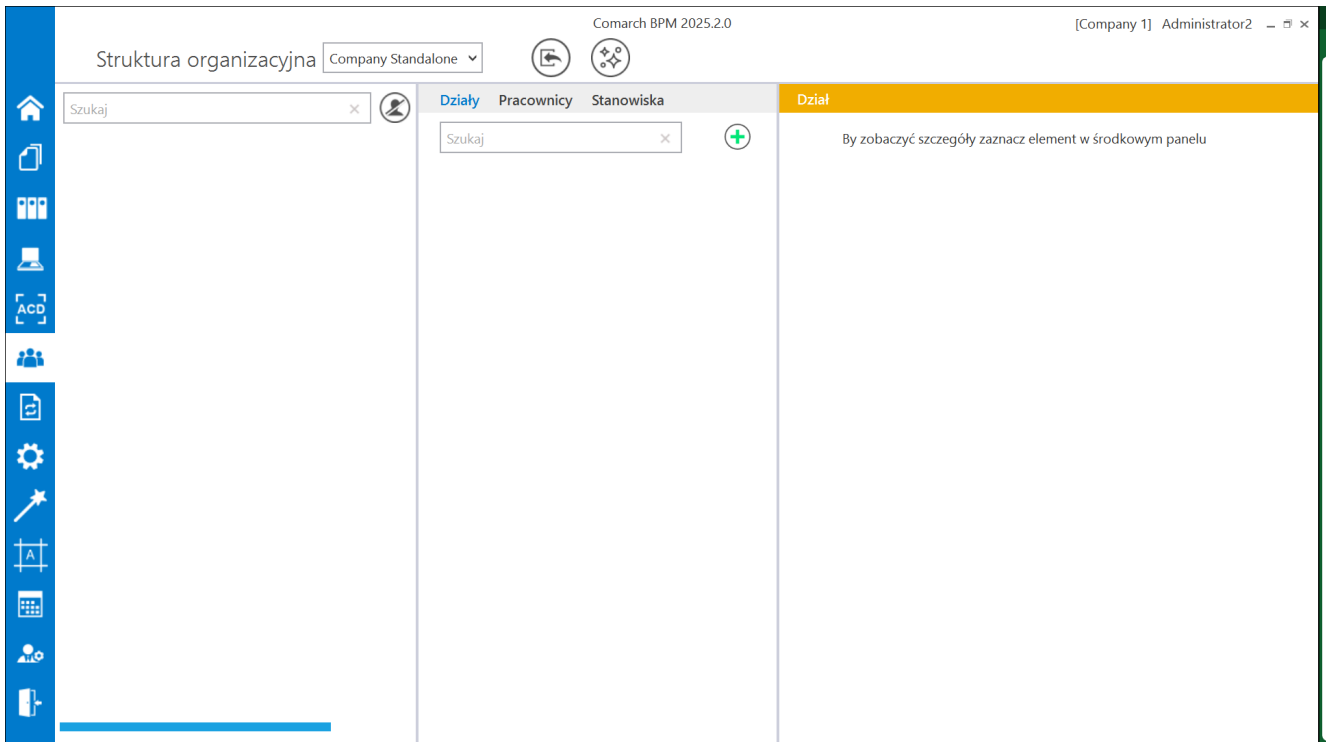 Comarch BPM 2025.2.0
[Company 1] Administrator2
Struktura organizacyjna Company Standalone
Szukaj
Działy Pracownicy Stanowiska
Szukaj
Dział
By zobaczyć szczegóły zaznacz element w środkowym panelu
ACD
A